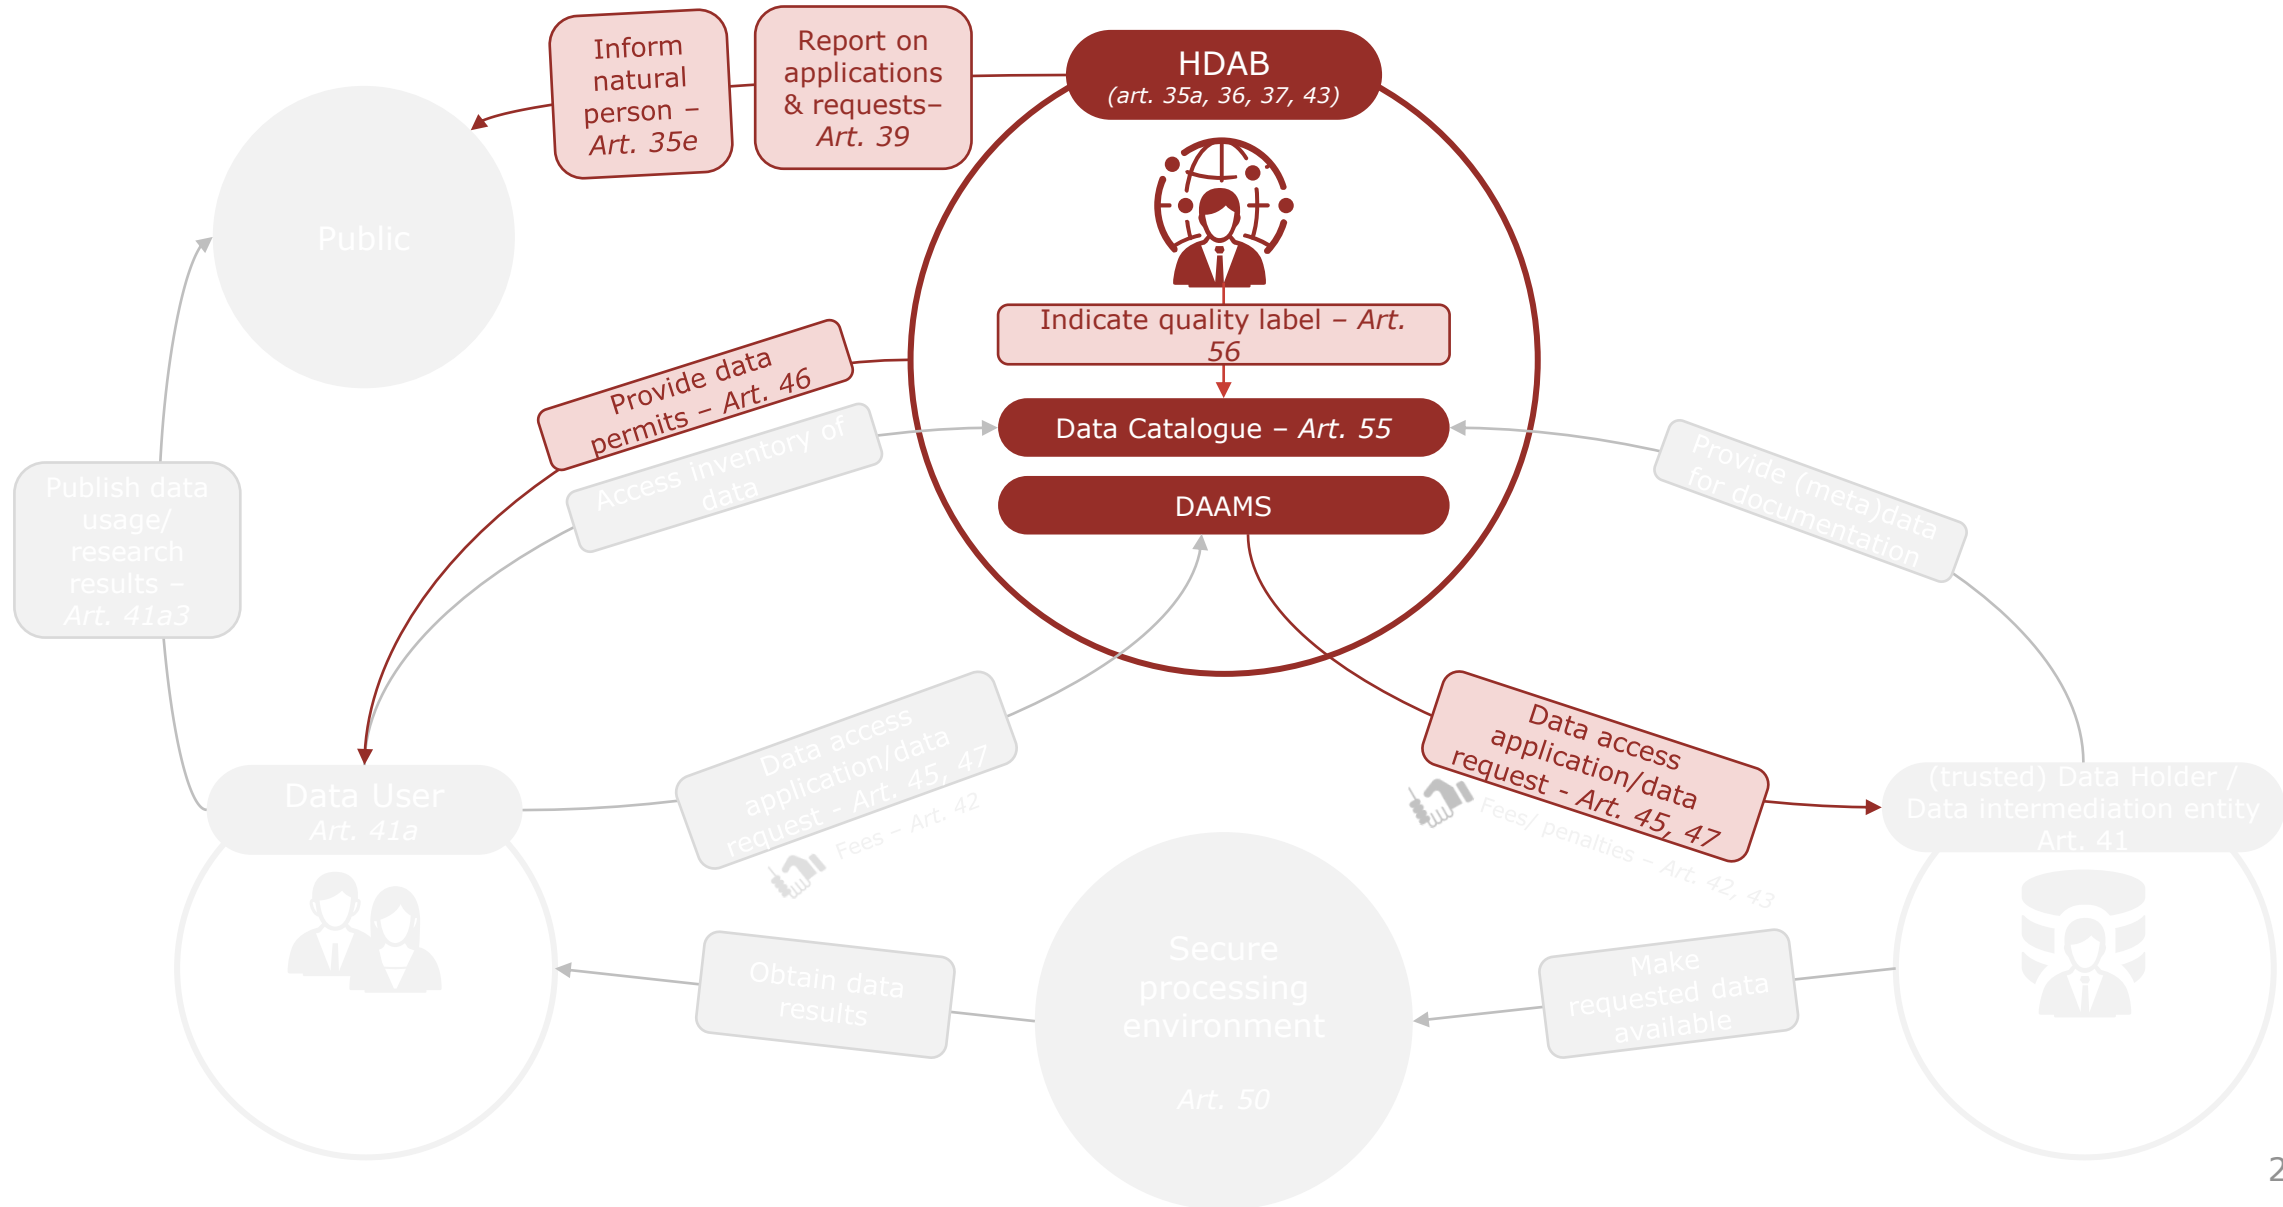 Inform
natural
person –
Art. 35e
Report on
applications
& requests–
Art. 39
HDAB
(art. 35a, 36, 37, 43)
Public
Indicate quality label – Art.
56
Provide data
permits – Art. 46
Data Catalogue – Art. 55
Access inventory of
data
Provide (meta)data
for documentation
DAAMS
Publish data
usage/
research
results –
Art. 41a3
Data access
application/data
request - Art. 45, 47
Fees – Art. 42
Data access
application/data
request - Art. 45, 47
Fees/ penalties – Art. 42, 43
Data User
Art. 41a
(trusted) Data Holder /
Data intermediation entity
Art. 41
Obtain data
results
Secure
processing
environment
Art. 50
Make
requested data
available
2